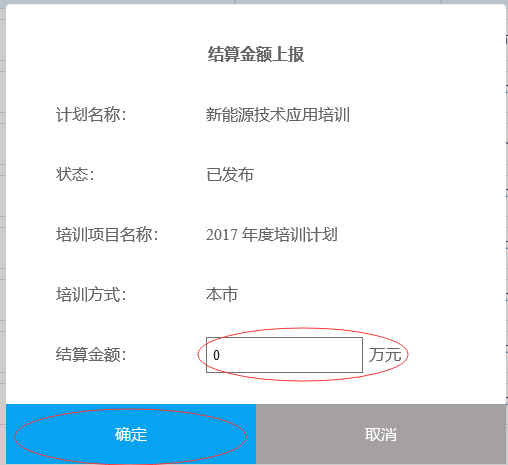 结算金额上报
计划名称： 新能源技术应用培训
状态： 已发布
培训项目名称： 2017 年度培训计划
培训方式： 本市
结算金额： 0 万元
确定 取消